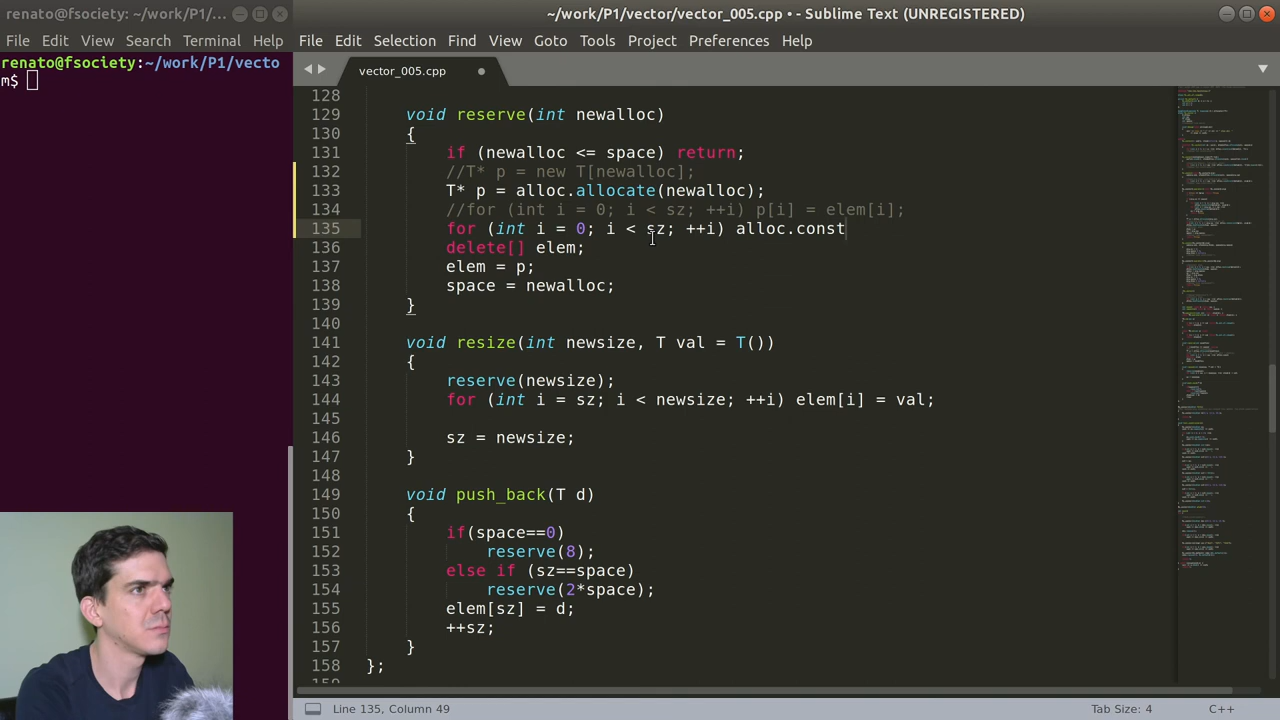 renato@fsociety: ~/work/P1/...
File Edit View Search Terminal Help
renato@fsociety:~/work/P1/vecto
m$
~/work/P1/vector/vector_005.cpp • - Sublime Text (UNREGISTERED)
File Edit Selection Find View Goto Tools Project Preferences Help
vector_005.cpp
128
129 void reserve(int newalloc)
130 {
131 if (newalloc <= space) return;
132 //T* p = new T[newalloc];
133 T* p = alloc.allocate(newalloc);
134 //for (int i = 0; i < sz; ++i) p[i] = elem[i];
135 for (int i = 0; i < sz; ++i) alloc.const
136 delete[] elem;
137 elem = p;
138 space = newalloc;
139 }
140
141 void resize(int newsize, T val = T())
142 {
143 reserve(newsize);
144 for (int i = sz; i < newsize; ++i) elem[i] = val;
145
146 sz = newsize;
147 }
148
149 void push_back(T d)
150 {
151 if(space==0)
152 reserve(8);
153 else if (sz==space)
154 reserve(2*space);
155 elem[sz] = d;
156 ++sz;
157 }
158 };
Line 135, Column 49
Tab Size: 4
C++